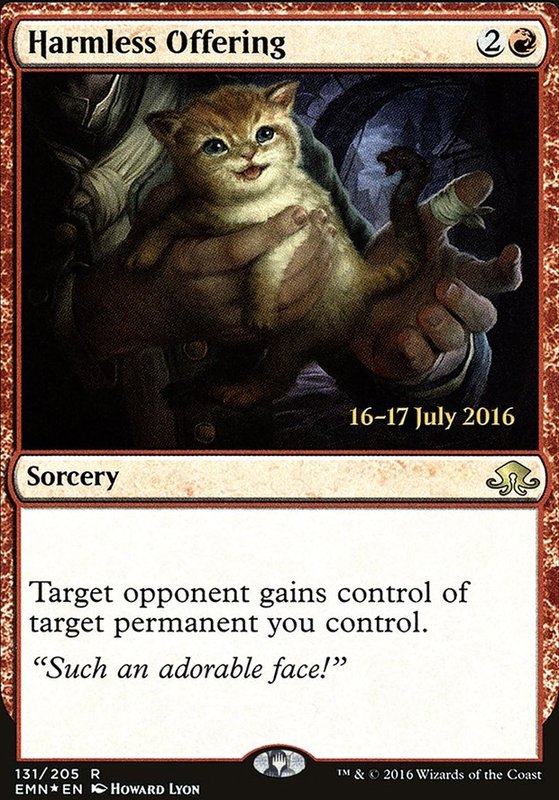 Harmless Offering 2
16–17 July 2016
Sorcery
Target opponent gains control of
target permanent you control.
“Such an adorable face!”
131/205 R
EMN★EN Howard Lyon
™ & © 2016 Wizards of the Coast